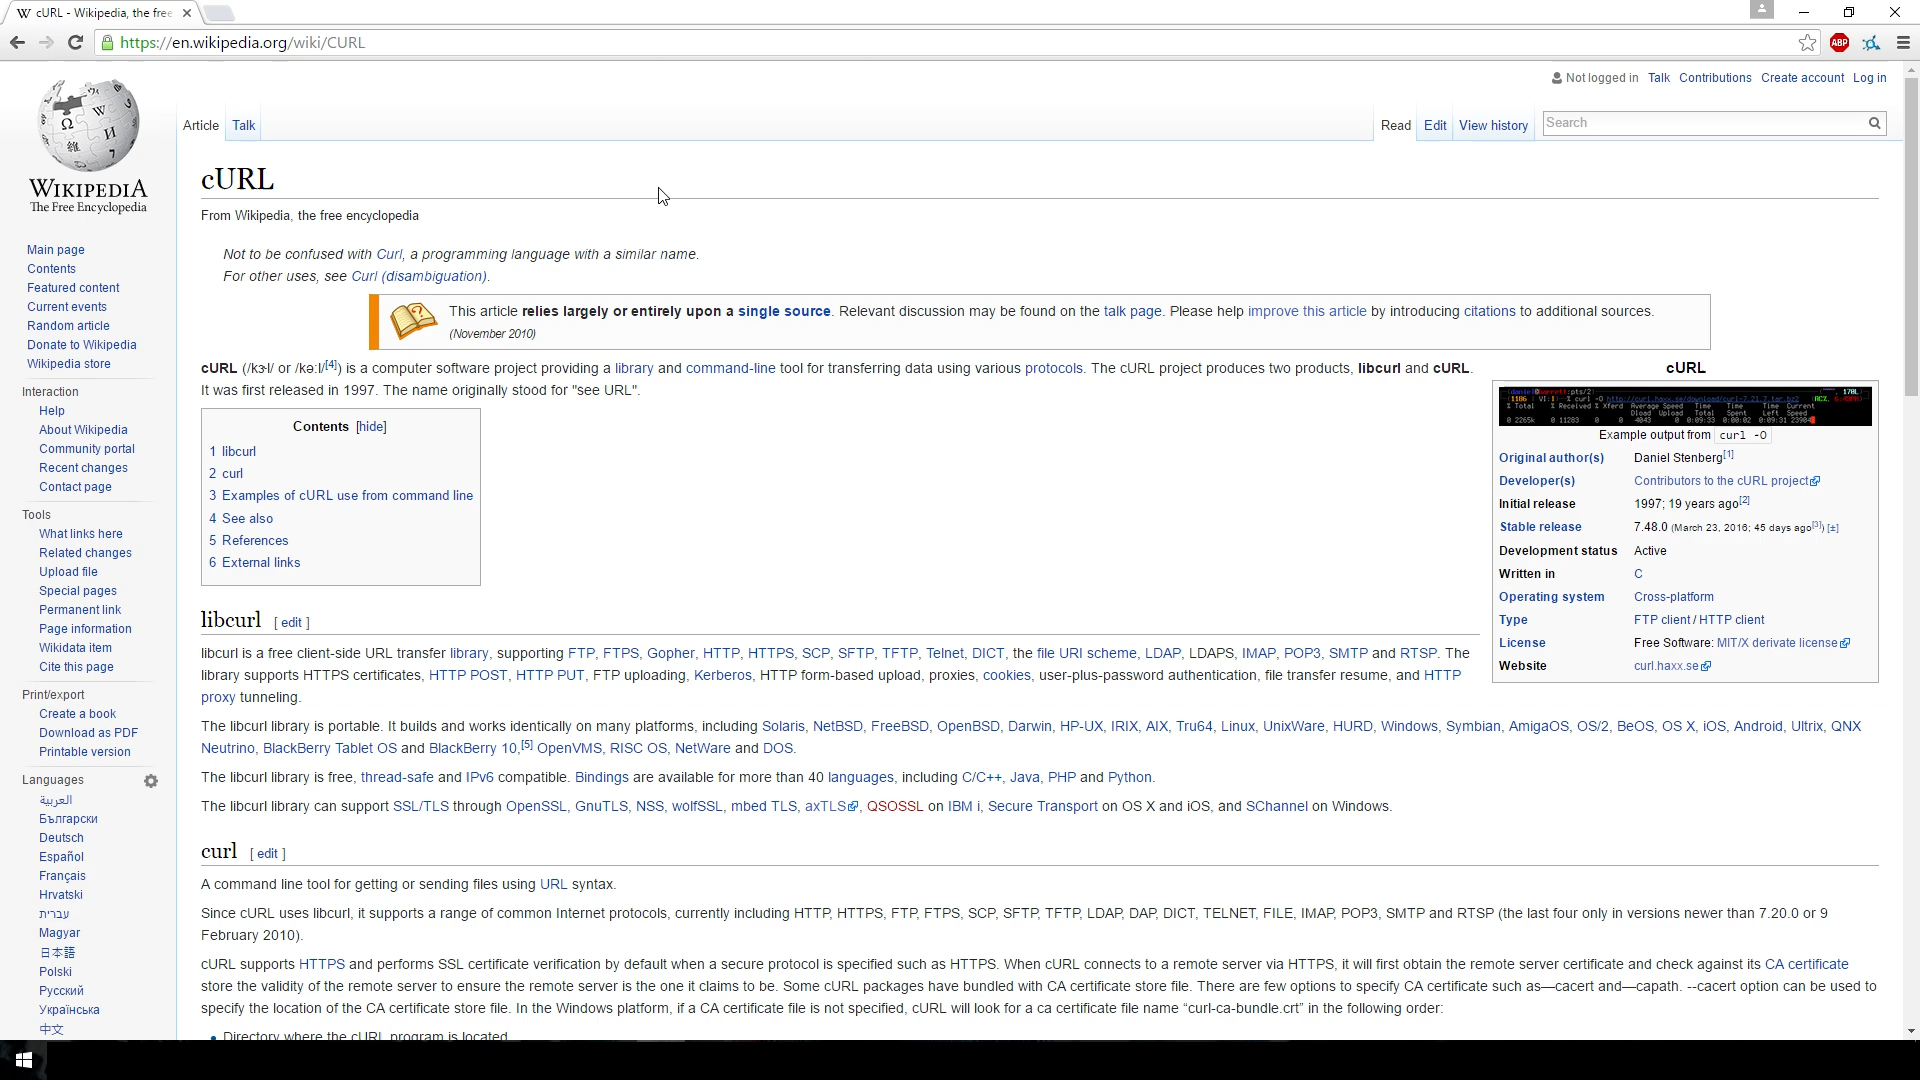 cURL - Wikipedia, the free
https://en.wikipedia.org/wiki/CURL
ABP
Not logged in Talk Contributions Create account Log in
Article Talk Read Edit View history Search
WIKIPEDIA
The Free Encyclopedia
Main page
Contents
Featured content
Current events
Random article
Donate to Wikipedia
Wikipedia store
Interaction
Help
About Wikipedia
Community portal
Recent changes
Contact page
Tools
What links here
Related changes
Upload file
Special pages
Permanent link
Page information
Wikidata item
Cite this page
Print/export
Create a book
Download as PDF
Printable version
Languages
العربية
Български
Deutsch
Español
Français
Hrvatski
עברית
Magyar
日本語
Polski
Русский
Українська
中文
cURL
From Wikipedia, the free encyclopedia
Not to be confused with Curl, a programming language with a similar name.
For other uses, see Curl (disambiguation).
This article relies largely or entirely upon a single source. Relevant discussion may be found on the talk page. Please help improve this article by introducing citations to additional sources.
(November 2010)
cURL (/kɜːrl/ or /kə:l/[4]) is a computer software project providing a library and command-line tool for transferring data using various protocols. The cURL project produces two products, libcurl and cURL.
It was first released in 1997. The name originally stood for "see URL".
Contents [hide]
1 libcurl
2 curl
3 Examples of cURL use from command line
4 See also
5 References
6 External links
cURL
% Total % Received % Xferd Average Speed Time Time Time Current
Dload Upload Total Spent Left Speed
Example output from curl -O
Original author(s) Daniel Stenberg[1]
Developer(s) Contributors to the cURL project
Initial release 1997; 19 years ago[2]
Stable release 7.48.0 (March 23, 2016; 45 days ago[3]) [±]
Development status Active
Written in C
Operating system Cross-platform
Type FTP client / HTTP client
License Free Software: MIT/X derivate license
Website curl.haxx.se
libcurl [ edit ]
libcurl is a free client-side URL transfer library, supporting FTP, FTPS, Gopher, HTTP, HTTPS, SCP, SFTP, TFTP, Telnet, DICT, the file URI scheme, LDAP, LDAPS, IMAP, POP3, SMTP and RTSP. The
library supports HTTPS certificates, HTTP POST, HTTP PUT, FTP uploading, Kerberos, HTTP form-based upload, proxies, cookies, user-plus-password authentication, file transfer resume, and HTTP
proxy tunneling.
The libcurl library is portable. It builds and works identically on many platforms, including Solaris, NetBSD, FreeBSD, OpenBSD, Darwin, HP-UX, IRIX, AIX, Tru64, Linux, UnixWare, HURD, Windows, Symbian, AmigaOS, OS/2, BeOS, OS X, iOS, Android, Ultrix, QNX
Neutrino, BlackBerry Tablet OS and BlackBerry 10,[5] OpenVMS, RISC OS, NetWare and DOS.
The libcurl library is free, thread-safe and IPv6 compatible. Bindings are available for more than 40 languages, including C/C++, Java, PHP and Python.
The libcurl library can support SSL/TLS through OpenSSL, GnuTLS, NSS, wolfSSL, mbed TLS, axTLS, QSOSSL on IBM i, Secure Transport on OS X and iOS, and SChannel on Windows.
curl [ edit ]
A command line tool for getting or sending files using URL syntax.
Since cURL uses libcurl, it supports a range of common Internet protocols, currently including HTTP, HTTPS, FTP, FTPS, SCP, SFTP, TFTP, LDAP, DAP, DICT, TELNET, FILE, IMAP, POP3, SMTP and RTSP (the last four only in versions newer than 7.20.0 or 9
February 2010).
cURL supports HTTPS and performs SSL certificate verification by default when a secure protocol is specified such as HTTPS. When cURL connects to a remote server via HTTPS, it will first obtain the remote server certificate and check against its CA certificate
store the validity of the remote server to ensure the remote server is the one it claims to be. Some cURL packages have bundled with CA certificate store file. There are few options to specify CA certificate such as—cacert and—capath. --cacert option can be used to
specify the location of the CA certificate store file. In the Windows platform, if a CA certificate file is not specified, cURL will look for a ca certificate file name “curl-ca-bundle.crt” in the following order:
Directory where the cURL program is located